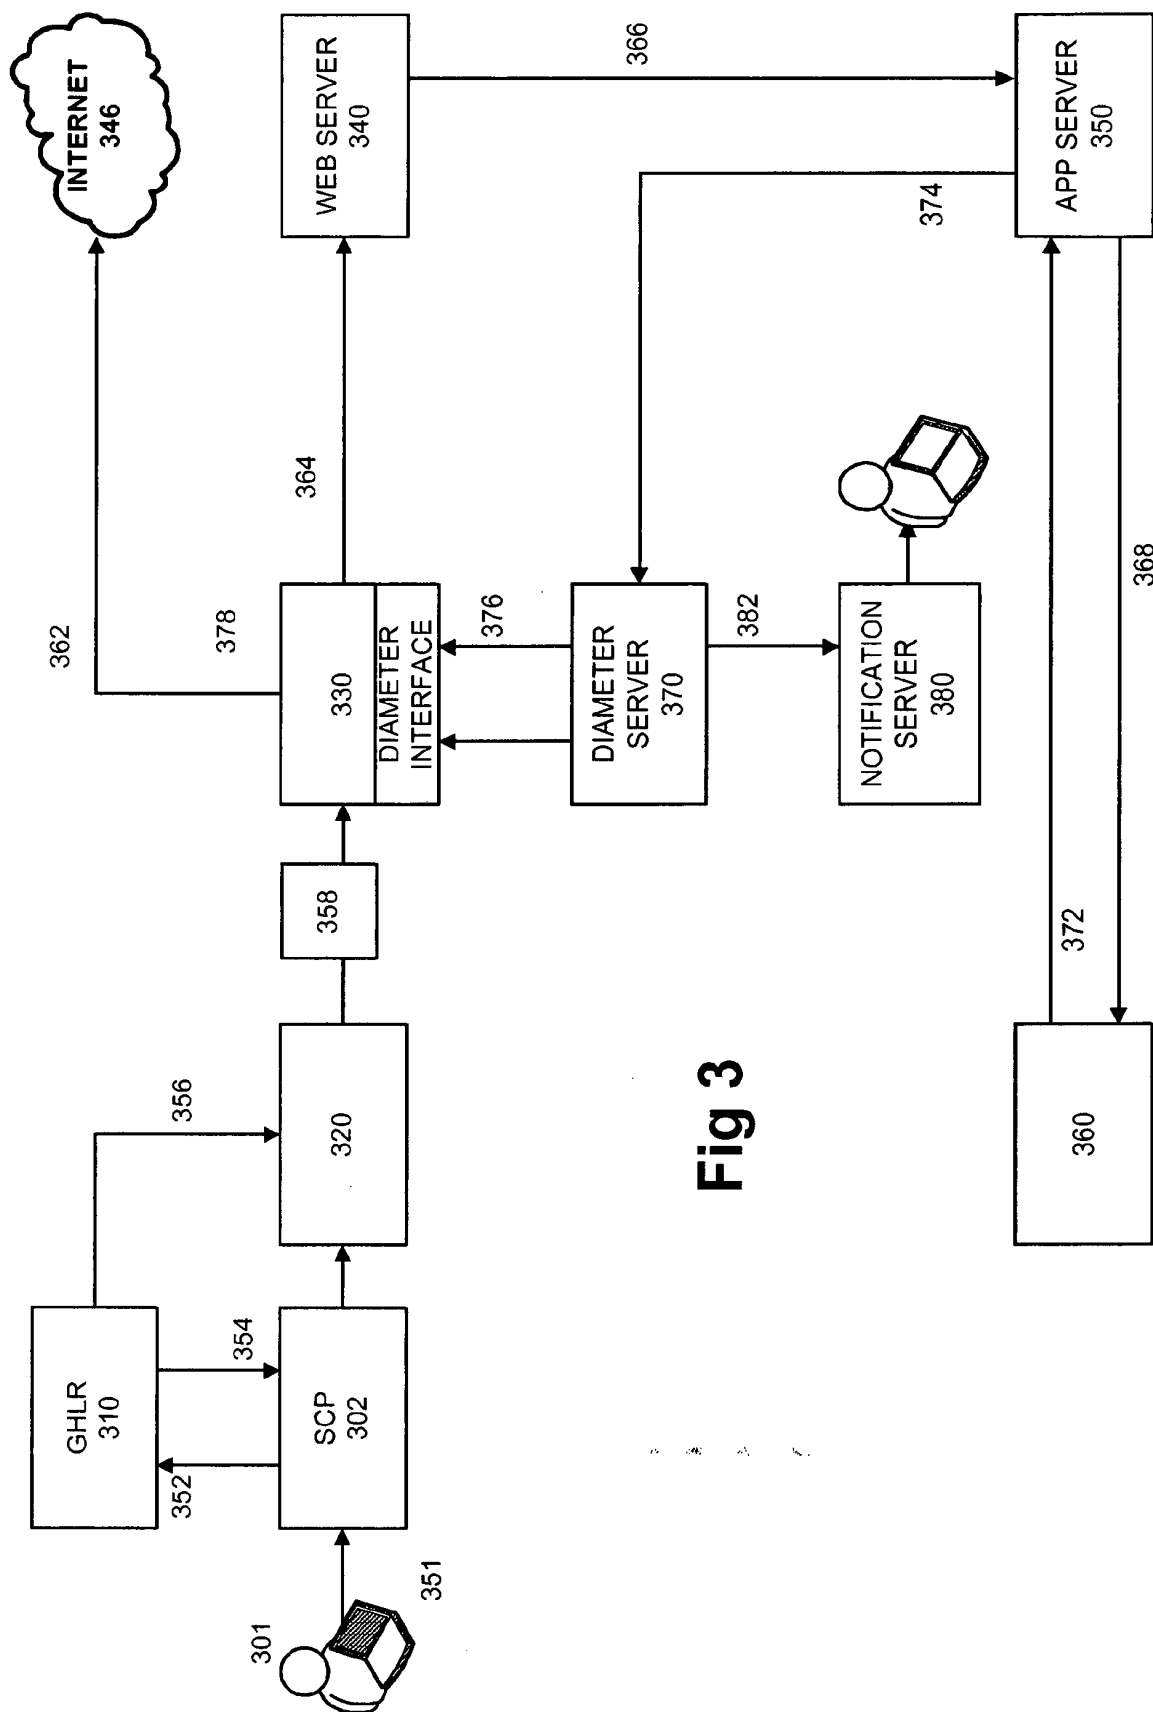 INTERNET
346
362
378
WEB SERVER
340
364
366
GHLR
310
356
352
354
301
351
SCP
302
320
358
330
DIAMETER
INTERFACE
376
374
DIAMETER
SERVER
370
382
NOTIFICATION
SERVER
380
APP SERVER
350
372
368
360
Fig 3